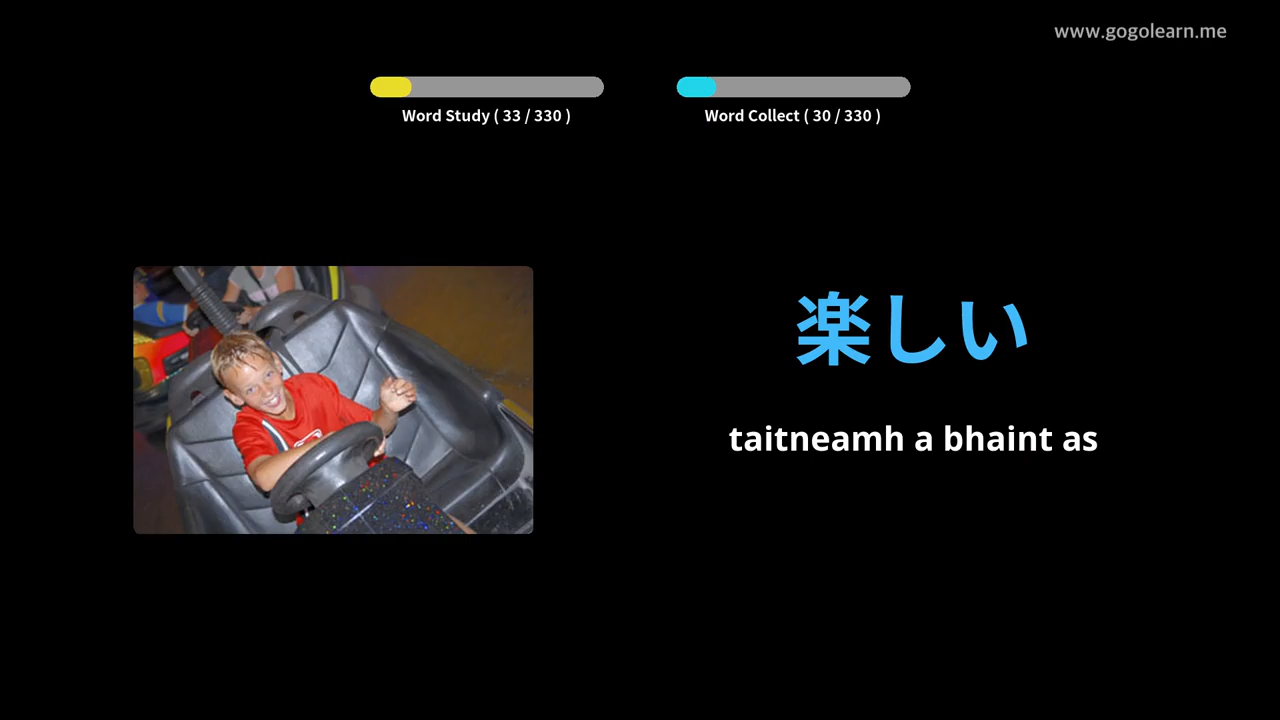 www.gogolearn.me
Word Study ( 33 / 330 )
Word Collect ( 30 / 330 )
楽しい
taitneamh a bhaint as